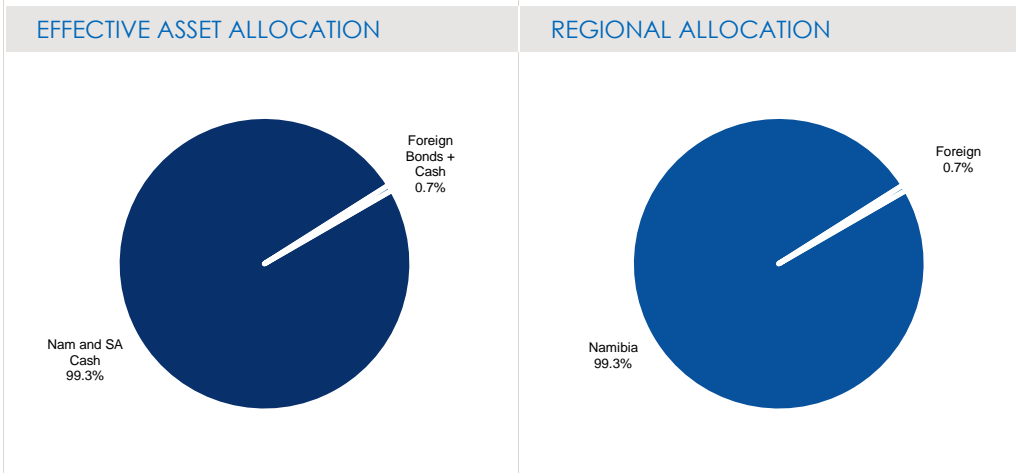 EFFECTIVE ASSET ALLOCATION
Foreign
Bonds +
Cash
0.7%
Nam and SA
Cash
99.3%
REGIONAL ALLOCATION
Foreign
0.7%
Namibia
99.3%